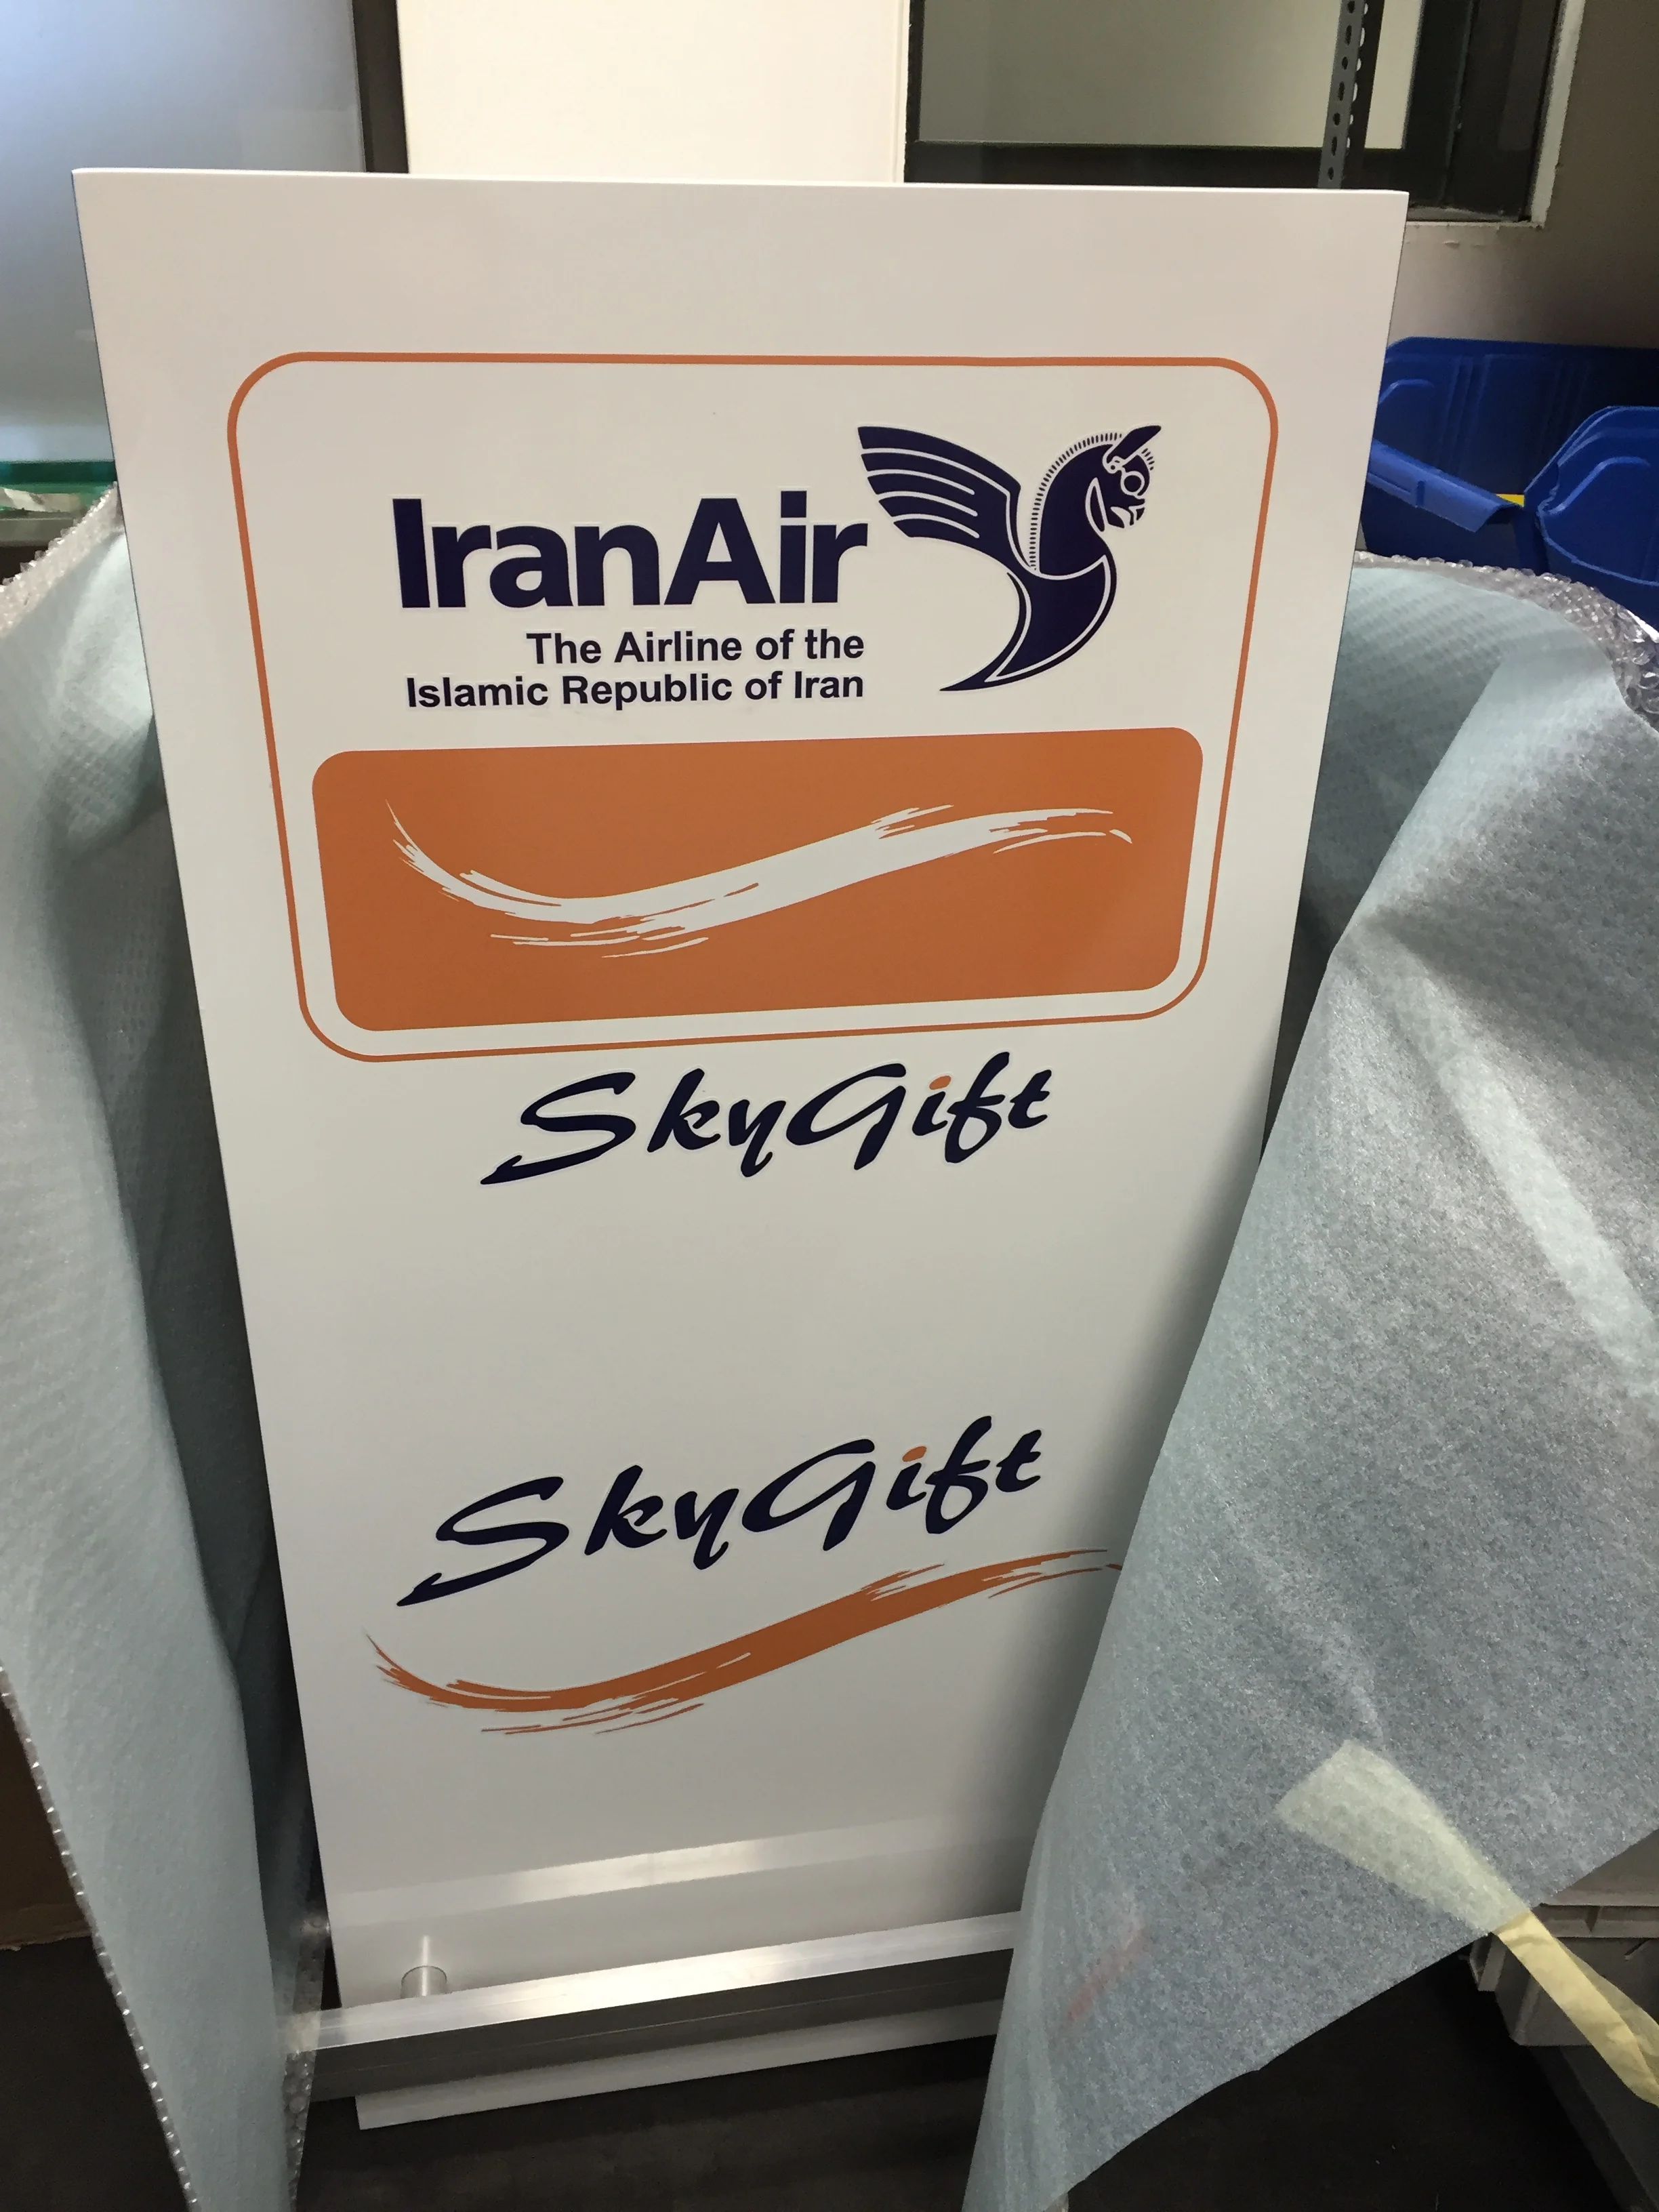 IranAir
The Airline of the
Islamic Republic of Iran
SkyGift
SkyGift